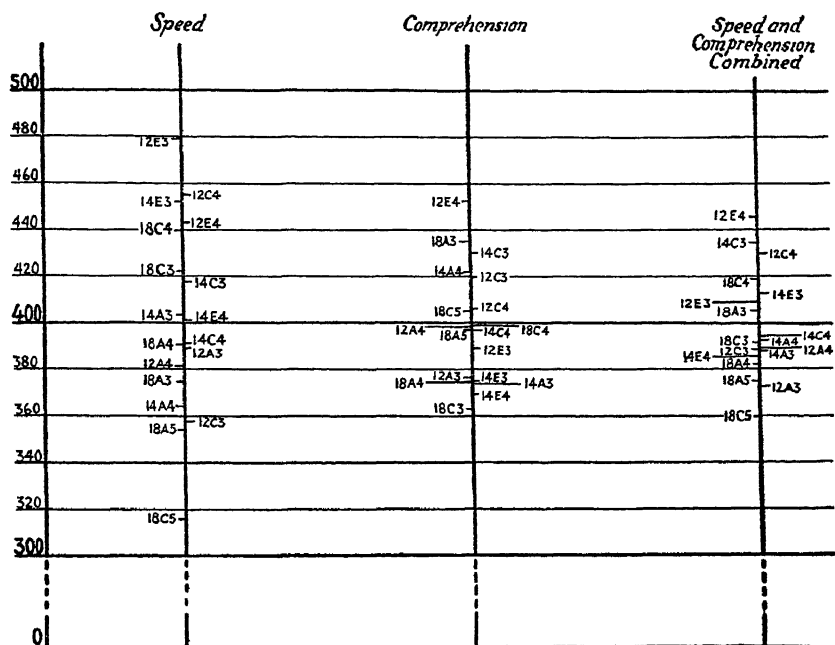 Speed
Comprehension
Speed and
Comprehension
Combined
500
480
12E3
460
12C4
14E3
12E4
12E4
12E4
440
18C4
18A3
14C3
14C3
12C4
420
18C3
14C3
14A4
12C3
18C4
14E3
12E3
400
14A3
14E4
18C5
12C4
18A3
12A4
18A5
14C4
18C4
14C4
380
18A4
14C4
12A3
12E3
18C3
14A4
12C3
14A3
12A4
14E4
12A4
18A4
18A3
12A3
14E3
18A4
14A3
18A5
12A3
360
14A4
14E4
18C3
12C3
18A5
18C5
340
320
18C5
300
0